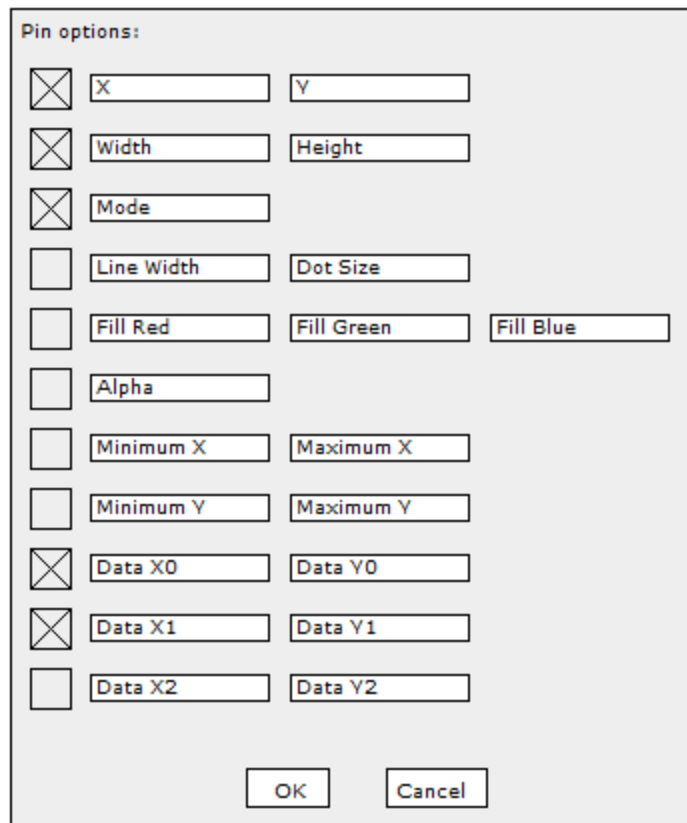 Pin options:
X Y
Width Height
Mode
Line Width Dot Size
Fill Red Fill Green Fill Blue
Alpha
Minimum X Maximum X
Minimum Y Maximum Y
Data X0 Data Y0
Data X1 Data Y1
Data X2 Data Y2
OK Cancel